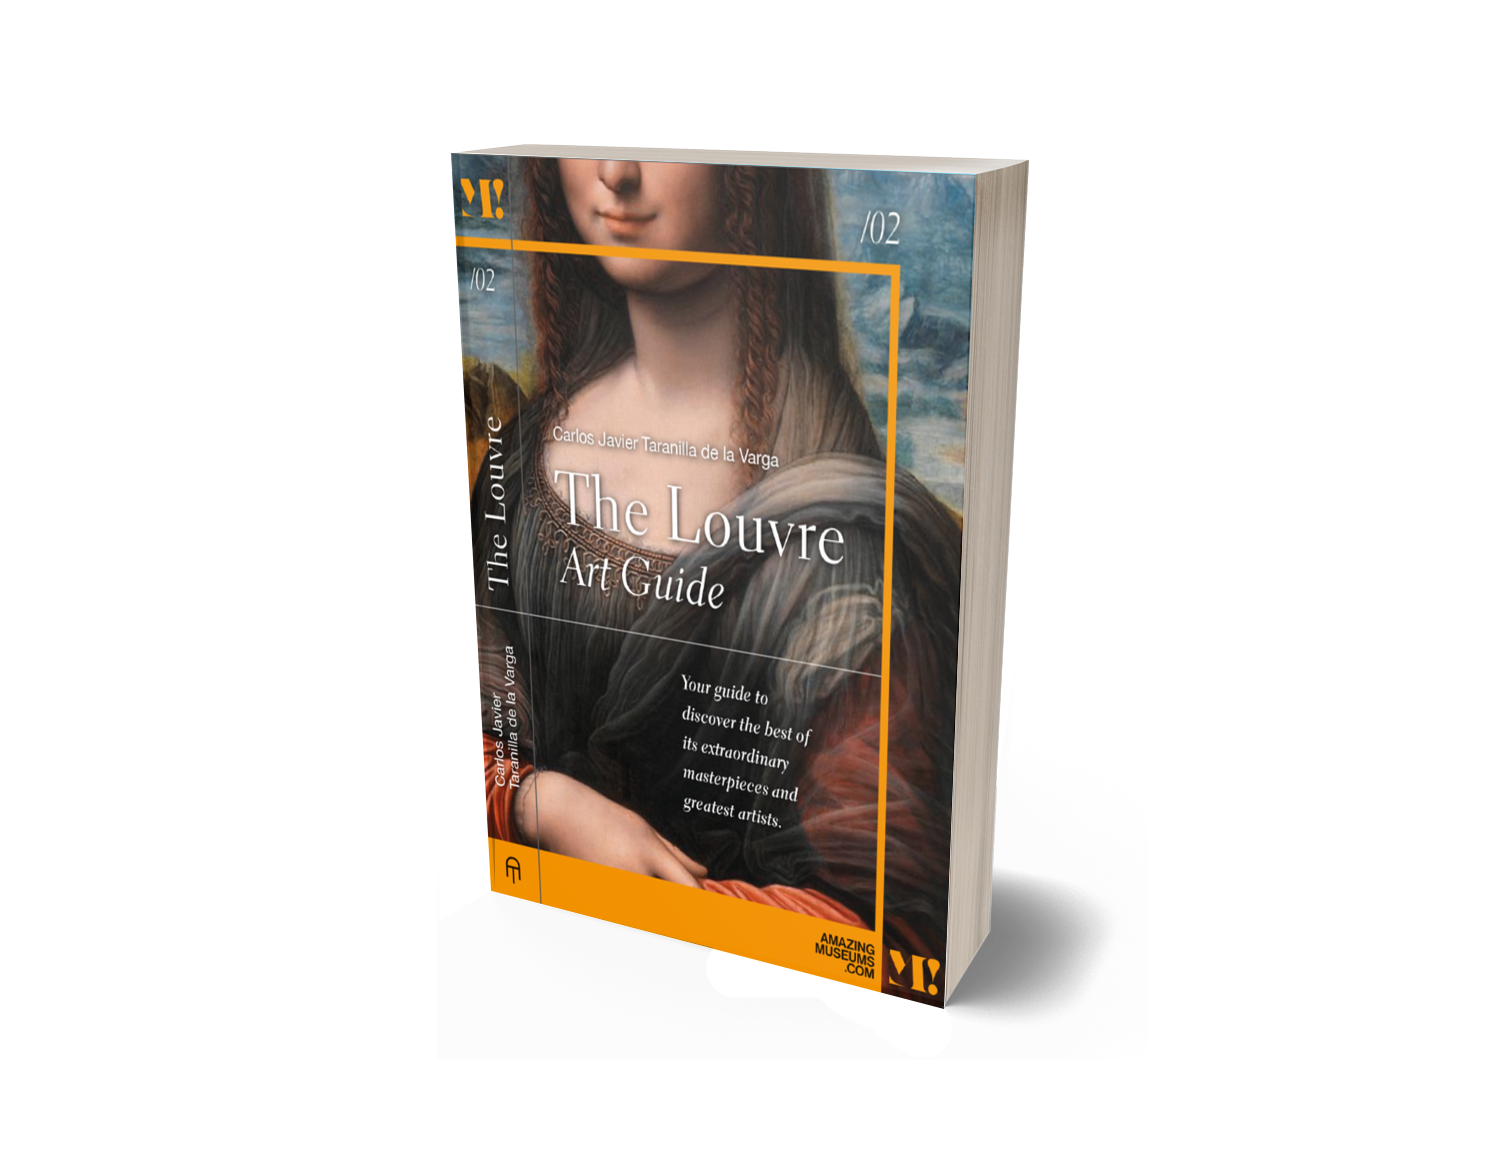 M!
/02
The Louvre
Carlos Javier
Taranilla de la Varga
/02
Carlos Javier Taranilla de la Varga
The Louvre
Art Guide
Your guide to
discover the best of
its extraordinary
masterpieces and
greatest artists.
AMAZING
MUSEUMS
.COM
M!